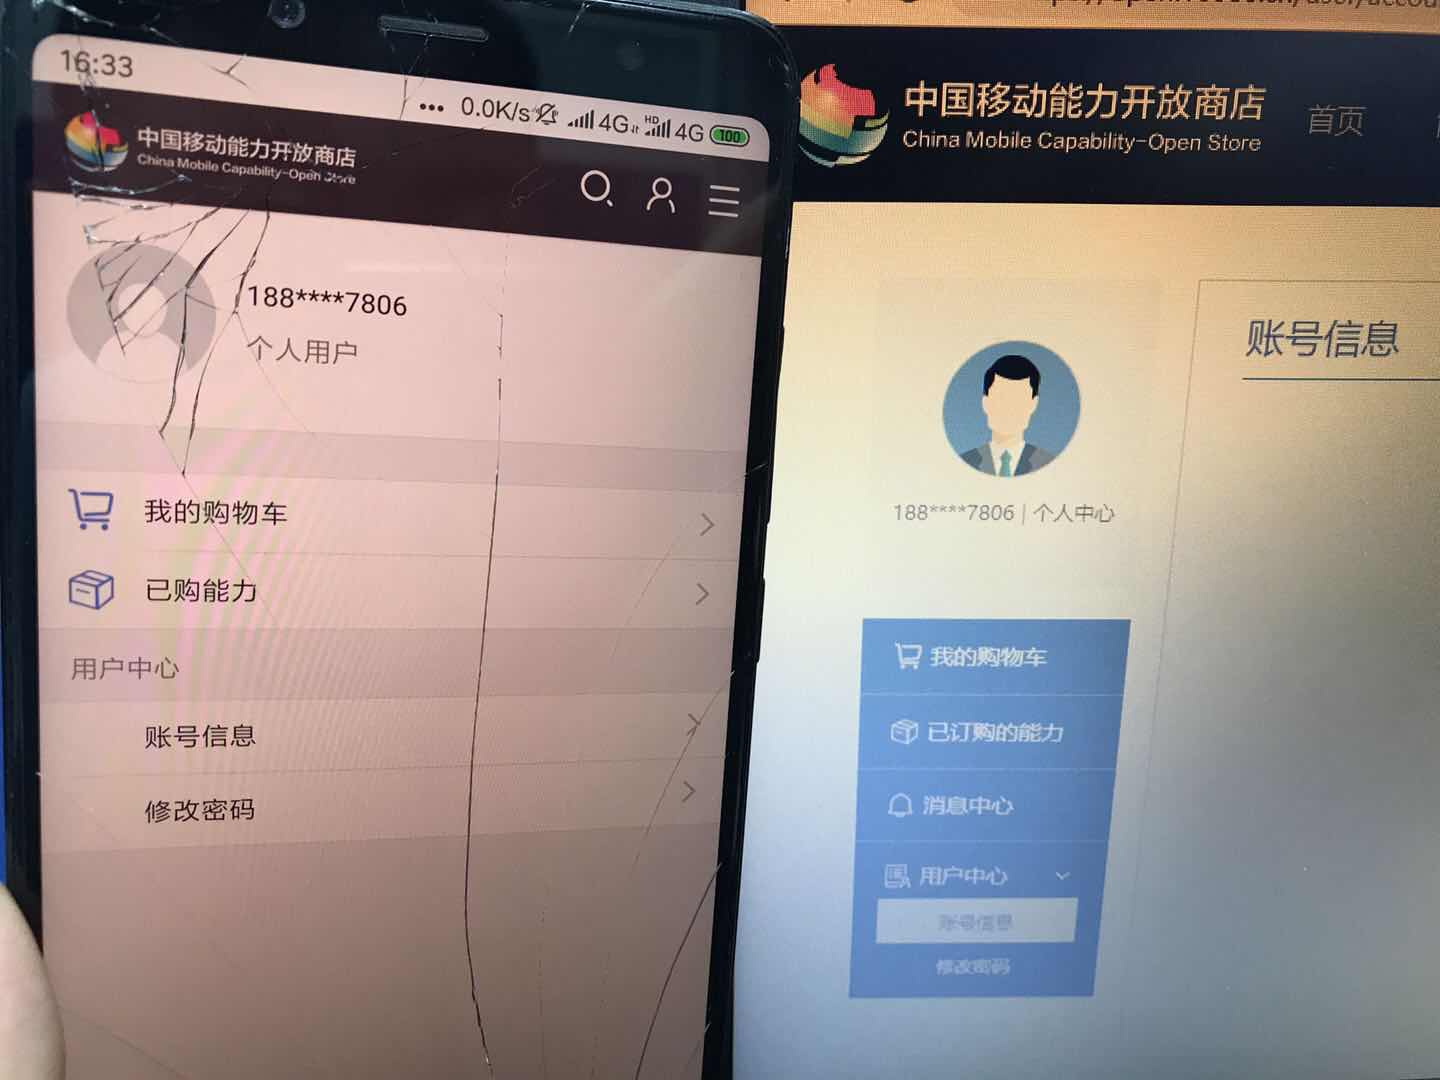 16:33
0.0K/s
4G
HD
4G
100
中国移动能力开放商店
China Mobile Capability-Open Store
188****7806
个人用户
我的购物车
已购能力
用户中心
账号信息
修改密码
中国移动能力开放商店
China Mobile Capability-Open Store
首页
账号信息
188****7806 | 个人中心
我的购物车
已订购的能力
消息中心
用户中心
账号信息
修改密码